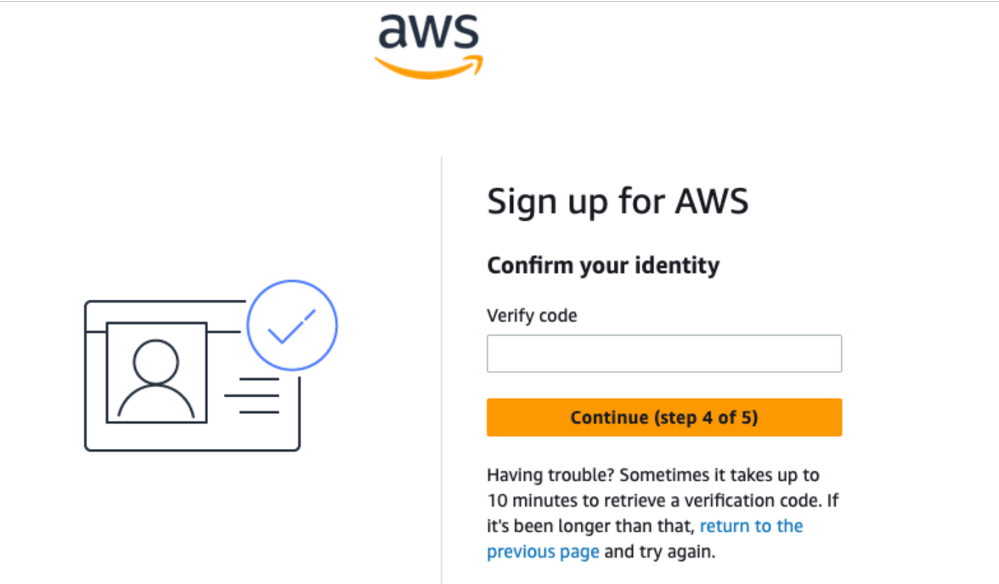 aws
Sign up for AWS
Confirm your identity
Verify code
Continue (step 4 of 5)
Having trouble? Sometimes it takes up to
10 minutes to retrieve a verification code. If
it's been longer than that, return to the
previous page and try again.